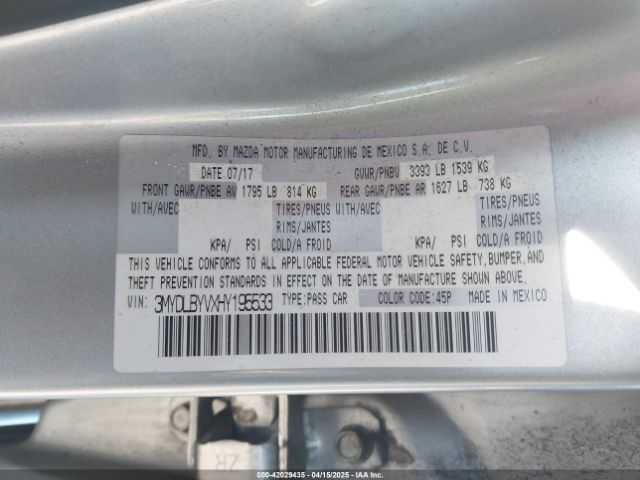 MFD. BY MAZDA MOTOR MANUFACTURING DE MEXICO S.A. DE C.V.
DATE 07/17 GVWR/PNBV 3393 LB 1539 KG
FRONT GAWR/PNBE AV 1795 LB 814 KG REAR GAWR/PNBE AR 1627 LB 738 KG
WITH/AVEC TIRES/PNEUS WITH/AVEC TIRES/PNEUS
RIMS/JANTES RIMS/JANTES
KPA/ PSI COLD/A FROID KPA/ PSI COLD/A FROID
THIS VEHICLE CONFORMS TO ALL APPLICABLE FEDERAL MOTOR VEHICLE SAFETY, BUMPER, AND
THEFT PREVENTION STANDARDS IN EFFECT ON THE DATE OF MANUFACTURE SHOWN ABOVE.
VIN: 3MYDLBYVXHY195533 TYPE: PASS CAR COLOR CODE: 45P MADE IN MEXICO
ZR
000-42029435 - 04/15/2025 - IAAI.COM